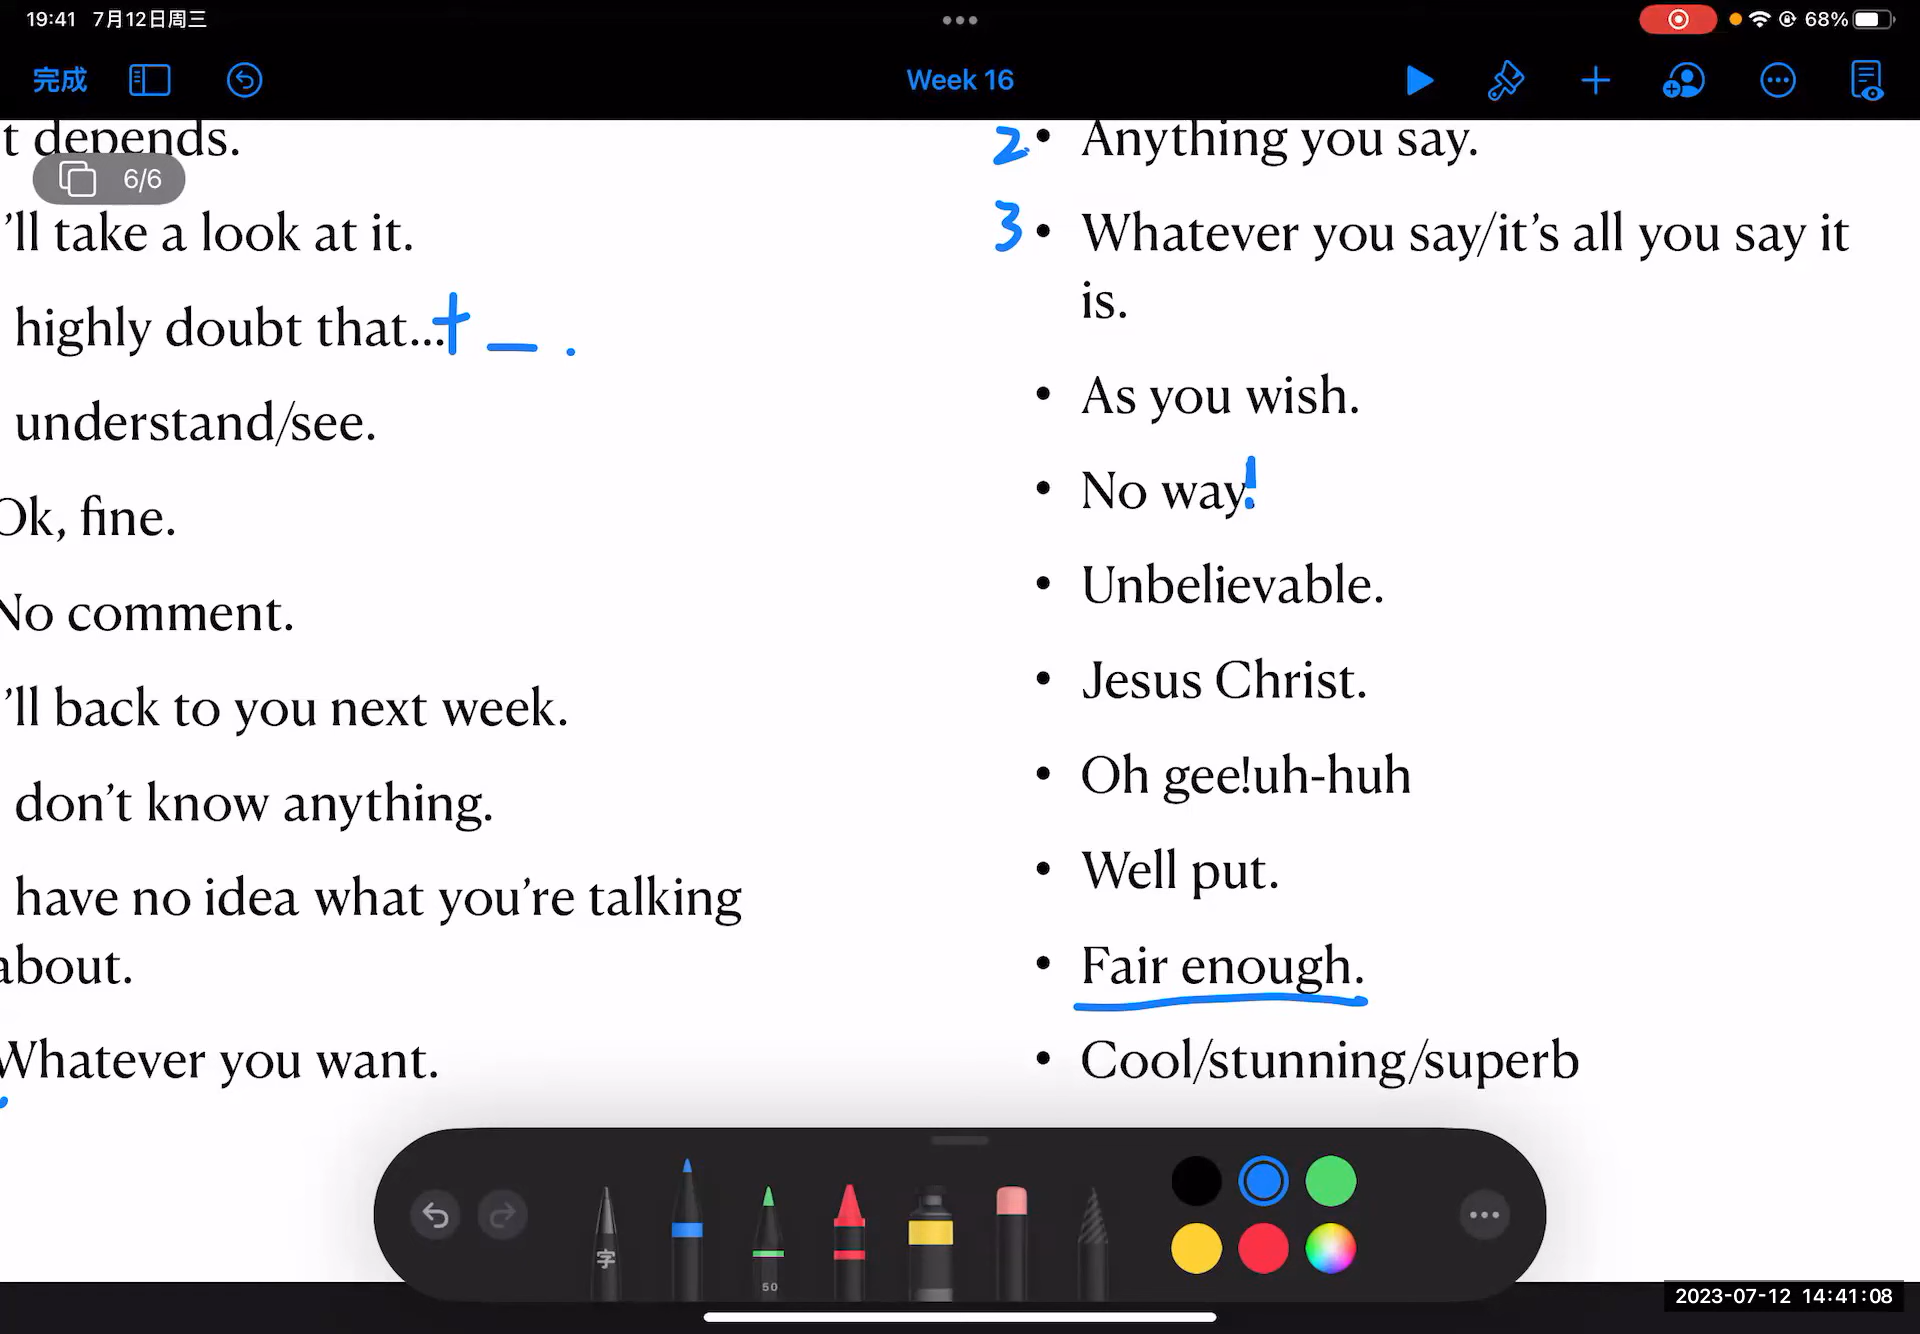 19:41 7月12日周三
68%
完成
Week 16
t depends.
6/6
’ll take a look at it.
highly doubt that...
understand/see.
Ok, fine.
No comment.
’ll back to you next week.
don’t know anything.
have no idea what you’re talking
about.
Whatever you want.
2 • Anything you say.
3 • Whatever you say/it’s all you say it
is.
• As you wish.
• No way!
• Unbelievable.
• Jesus Christ.
• Oh gee!uh-huh
• Well put.
• Fair enough.
• Cool/stunning/superb
字
50
2023-07-12 14:41:08